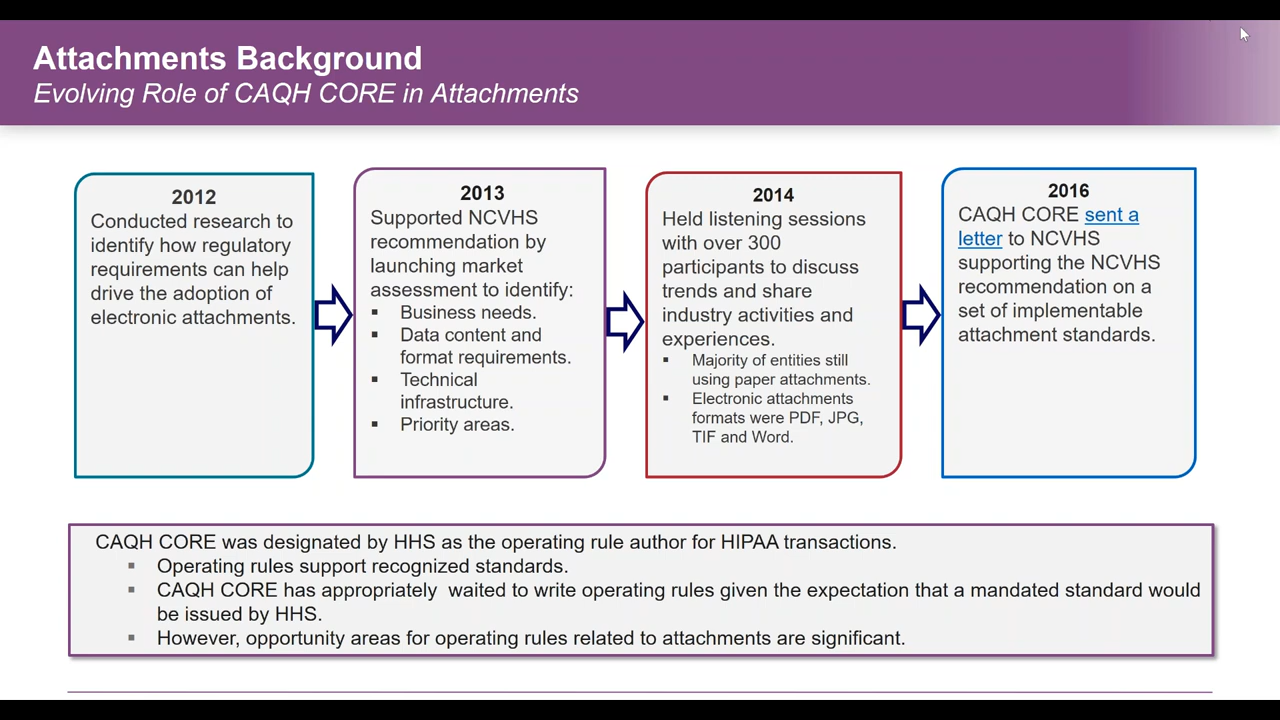 Attachments Background
Evolving Role of CAQH CORE in Attachments
2012
Conducted research to
identify how regulatory
requirements can help
drive the adoption of
electronic attachments.
2013
Supported NCVHS
recommendation by
launching market
assessment to identify:
▪ Business needs.
▪ Data content and
format requirements.
▪ Technical
infrastructure.
▪ Priority areas.
2014
Held listening sessions
with over 300
participants to discuss
trends and share
industry activities and
experiences.
▪ Majority of entities still
using paper attachments.
▪ Electronic attachments
formats were PDF, JPG,
TIF and Word.
2016
CAQH CORE sent a
letter to NCVHS
supporting the NCVHS
recommendation on a
set of implementable
attachment standards.
CAQH CORE was designated by HHS as the operating rule author for HIPAA transactions.
▪ Operating rules support recognized standards.
▪ CAQH CORE has appropriately  waited to write operating rules given the expectation that a mandated standard would
be issued by HHS.
▪ However, opportunity areas for operating rules related to attachments are significant.